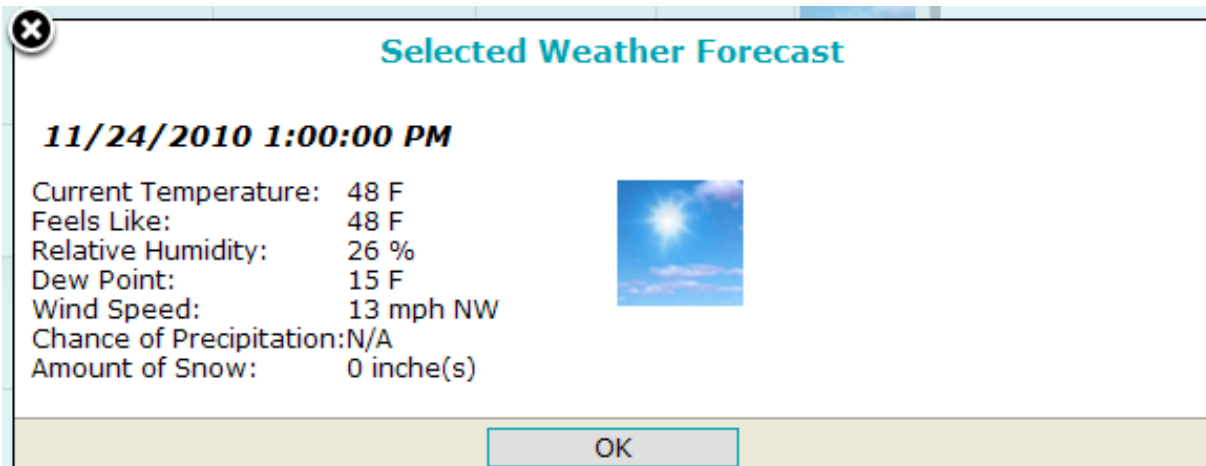 Selected Weather Forecast
11/24/2010 1:00:00 PM
Current Temperature: 48 F
Feels Like: 48 F
Relative Humidity: 26 %
Dew Point: 15 F
Wind Speed: 13 mph NW
Chance of Precipitation:N/A
Amount of Snow: 0 inche(s)
OK